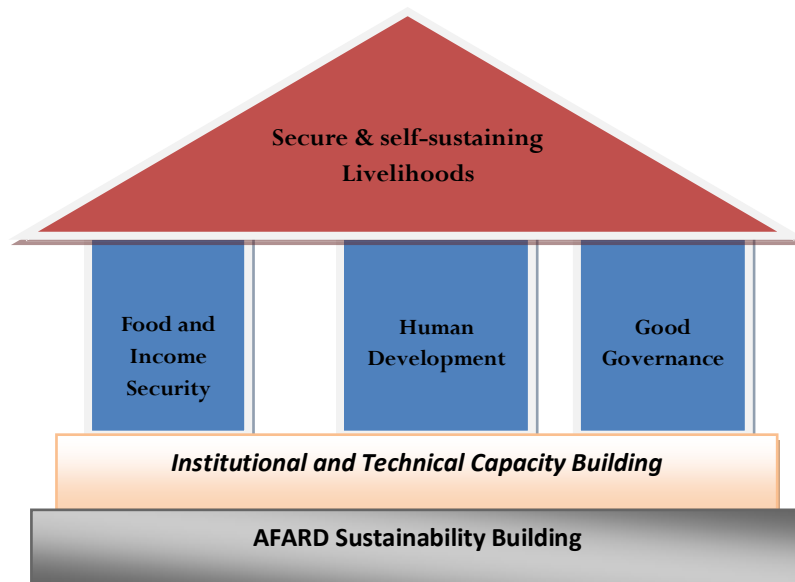 Secure & self-sustaining
Livelihoods
Food and
Income
Security
Human
Development
Good
Governance
Institutional and Technical Capacity Building
AFARD Sustainability Building